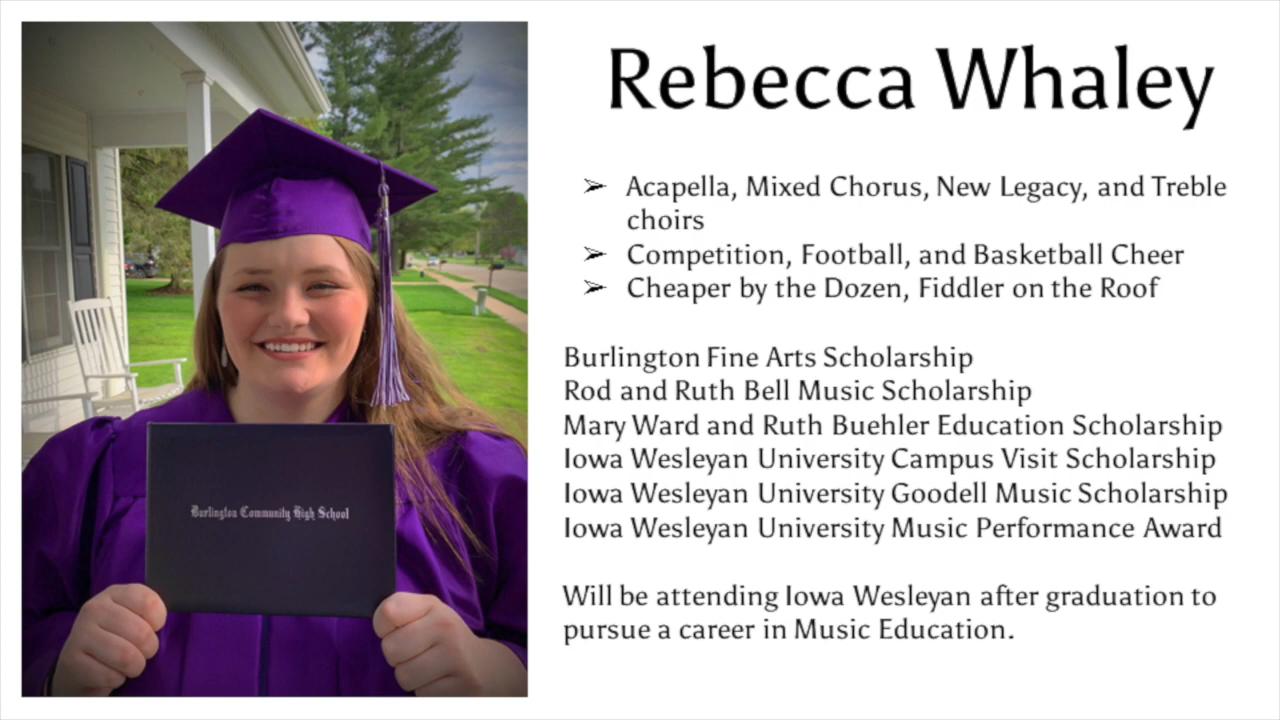 Rebecca Whaley
➢ Acapella, Mixed Chorus, New Legacy, and Treble
choirs
➢ Competition, Football, and Basketball Cheer
➢ Cheaper by the Dozen, Fiddler on the Roof
Burlington Fine Arts Scholarship
Rod and Ruth Bell Music Scholarship
Mary Ward and Ruth Buehler Education Scholarship
Iowa Wesleyan University Campus Visit Scholarship
Iowa Wesleyan University Goodell Music Scholarship
Iowa Wesleyan University Music Performance Award
Will be attending Iowa Wesleyan after graduation to
pursue a career in Music Education.
Burlington Community High School